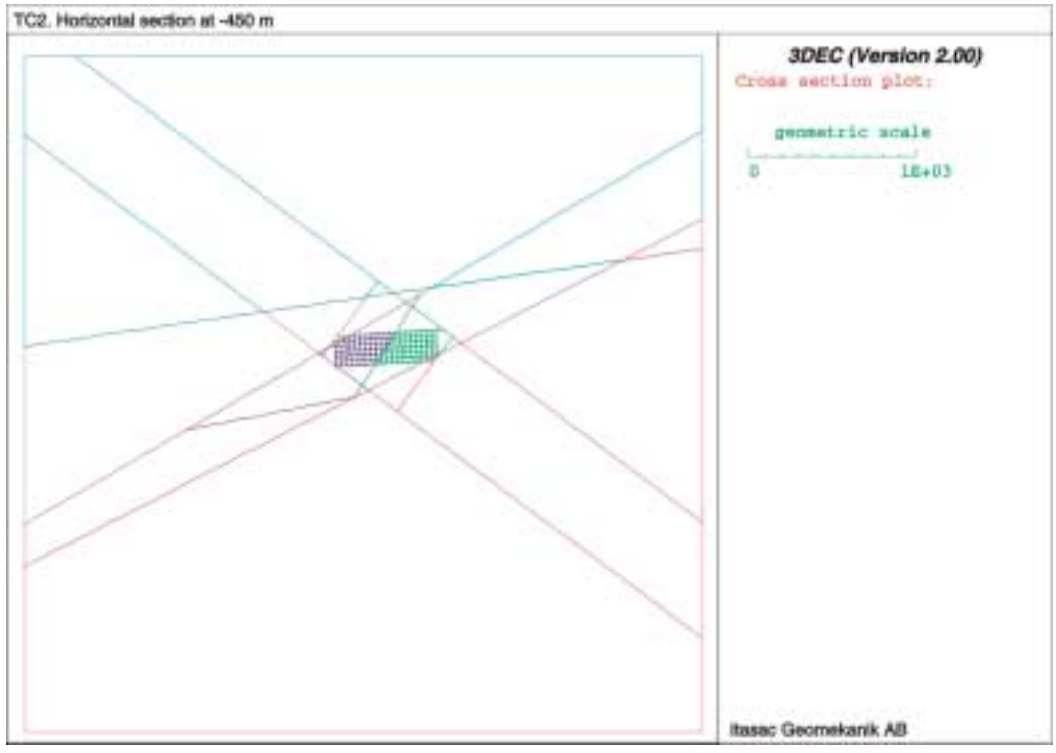 TC2. Horizontal section at -450 m
3DEC (Version 2.00)
Cross section plot:
geometric scale
0 1E+03
Itasac Geomekanik AB